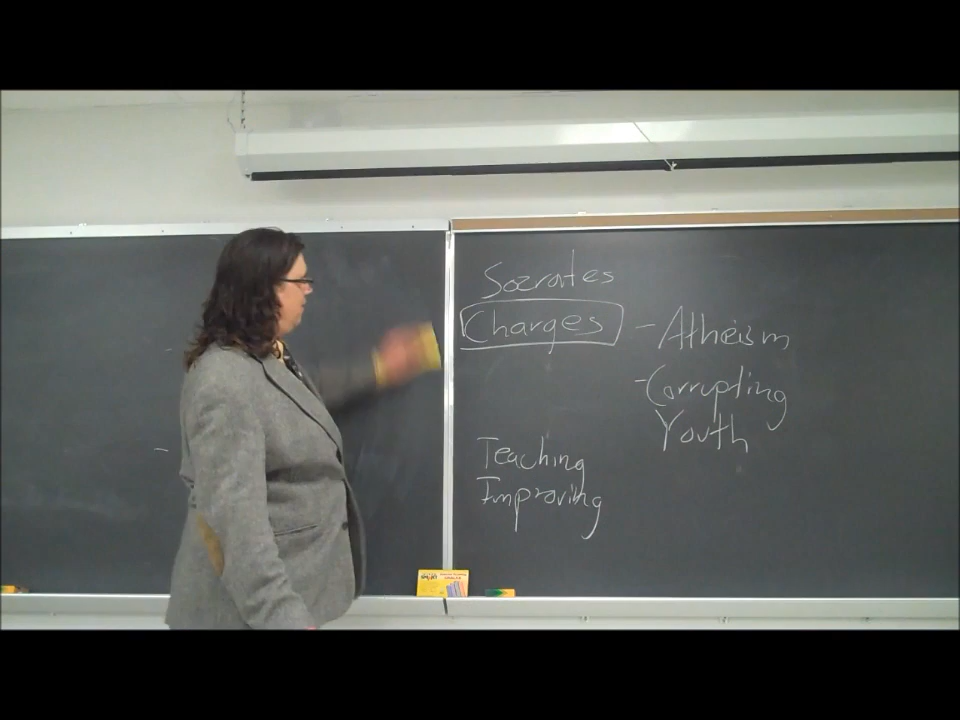 Socrates
Charges
- Atheism
- Corrupting
Youth
Teaching
Improving